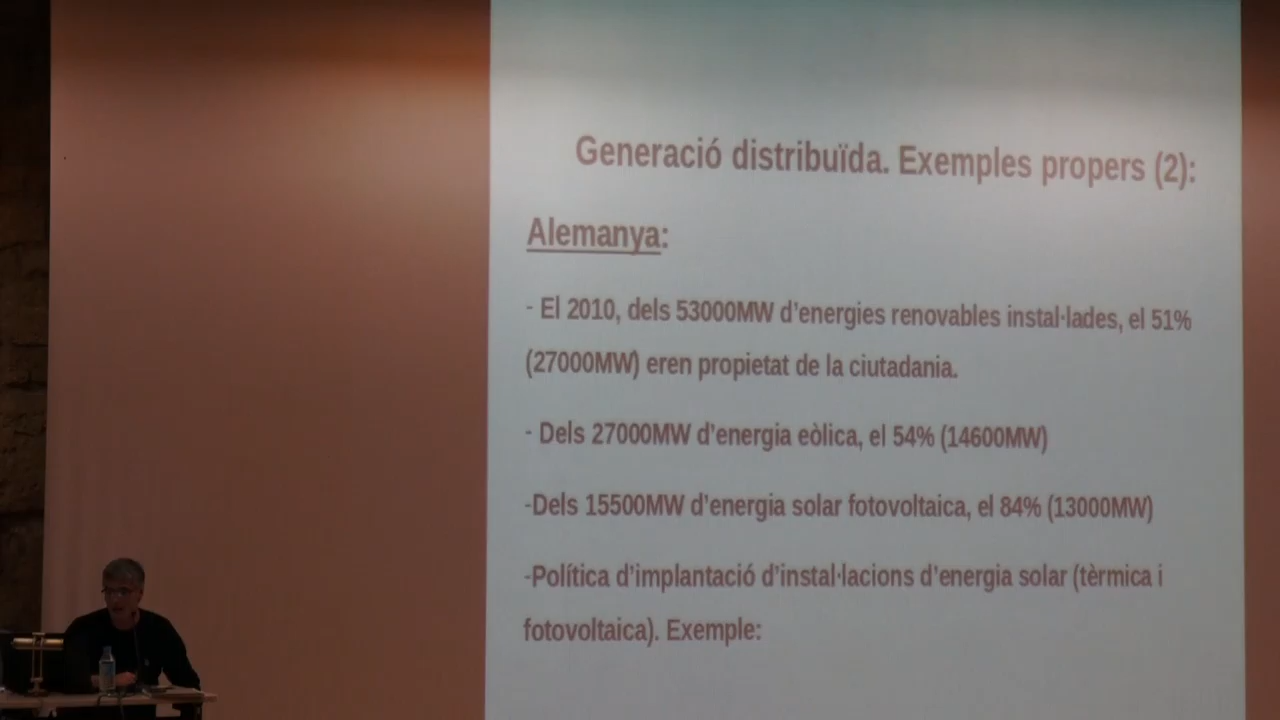 Generació distribuïda. Exemples propers (2):
Alemanya:
- El 2010, dels 53000MW d'energies renovables instal·lades, el 51%
(27000MW) eren propietat de la ciutadania.
- Dels 27000MW d'energia eòlica, el 54% (14600MW)
-Dels 15500MW d'energia solar fotovoltaica, el 84% (13000MW)
-Política d'implantació d'instal·lacions d'energia solar (tèrmica i
fotovoltaica). Exemple: